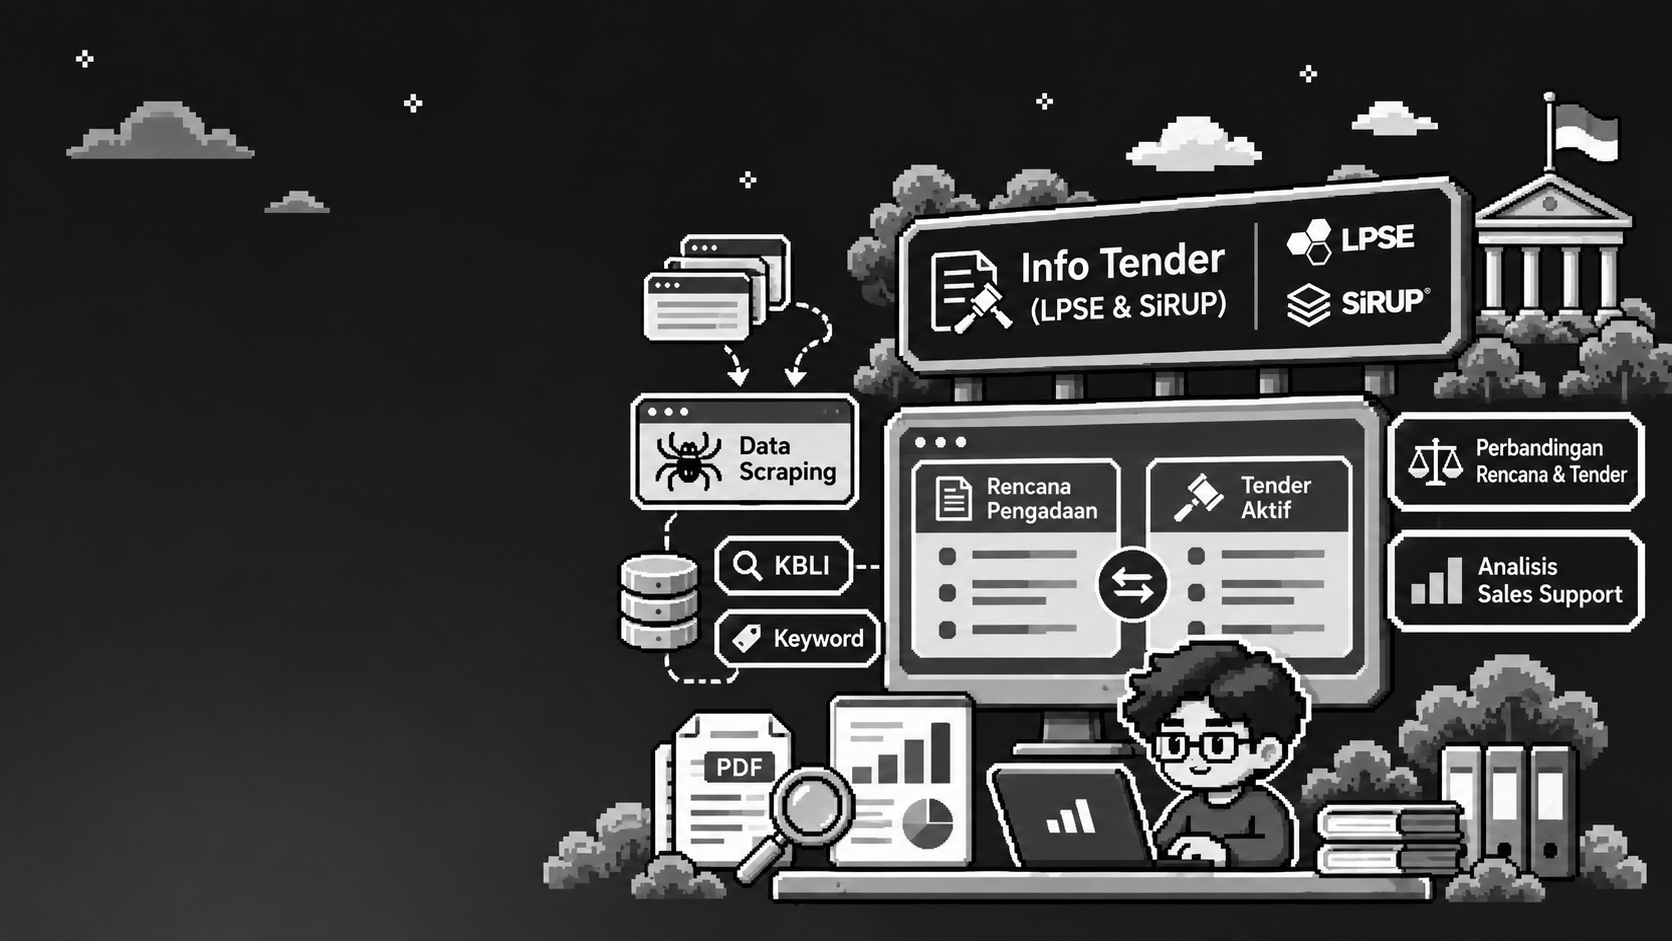 Info Tender
(LPSE & SiRUP)
LPSE
SiRUP®
Data
Scraping
KBLI
Keyword
Rencana
Pengadaan
Tender
Aktif
Perbandingan
Rencana & Tender
Analisis
Sales Support
PDF